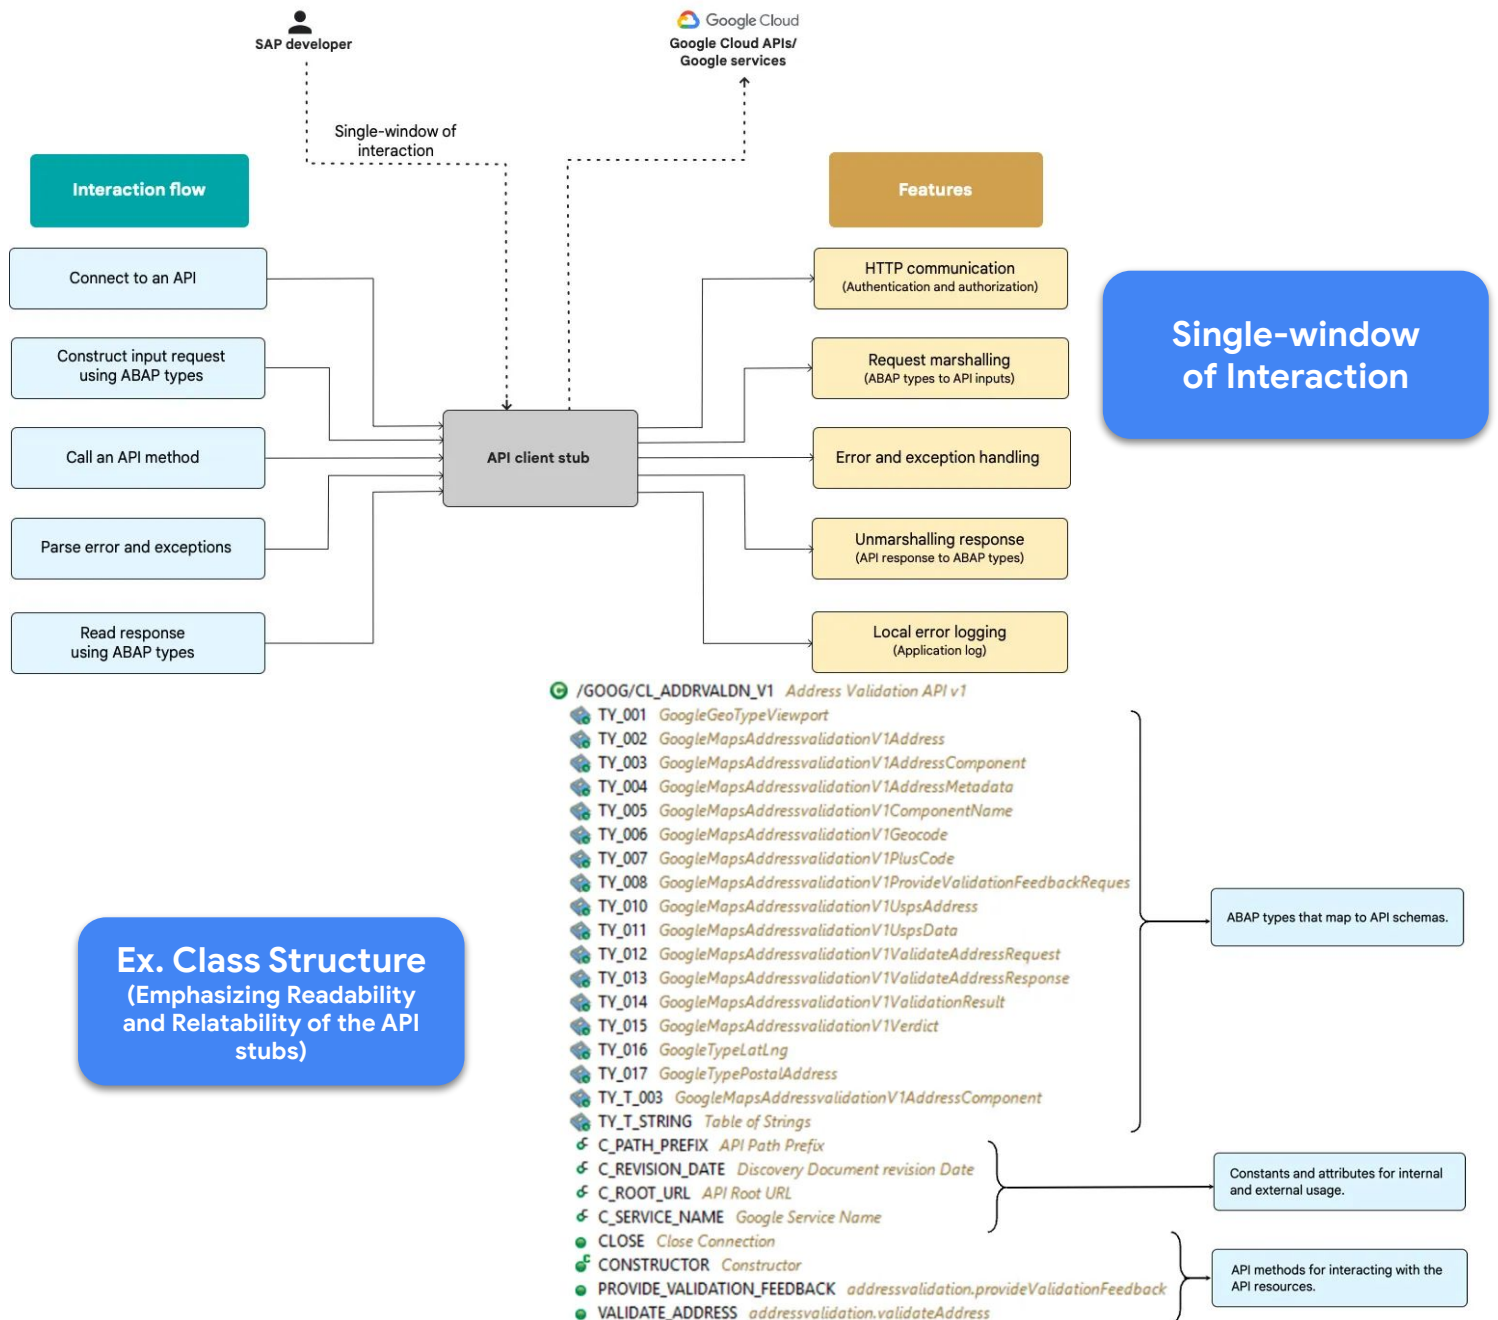 SAP developer
Google Cloud
Google Cloud APIs/
Google services
Single-window of
interaction
Interaction flow
Features
Connect to an API
Construct input request
using ABAP types
Call an API method
Parse error and exceptions
Read response
using ABAP types
API client stub
HTTP communication
(Authentication and authorization)
Request marshalling
(ABAP types to API inputs)
Error and exception handling
Unmarshalling response
(API response to ABAP types)
Local error logging
(Application log)
Single-window
of Interaction
Ex. Class Structure
(Emphasizing Readability
and Relatability of the API
stubs)
C /GOOG/CL_ADDRVALDN_V1 Address Validation API v1
TY_001 GoogleGeoTypeViewport
TY_002 GoogleMapsAddressvalidationV1Address
TY_003 GoogleMapsAddressvalidationV1AddressComponent
TY_004 GoogleMapsAddressvalidationV1AddressMetadata
TY_005 GoogleMapsAddressvalidationV1ComponentName
TY_006 GoogleMapsAddressvalidationV1Geocode
TY_007 GoogleMapsAddressvalidationV1PlusCode
TY_008 GoogleMapsAddressvalidationV1ProvideValidationFeedbackReques
TY_010 GoogleMapsAddressvalidationV1UspsAddress
TY_011 GoogleMapsAddressvalidationV1UspsData
TY_012 GoogleMapsAddressvalidationV1ValidateAddressRequest
TY_013 GoogleMapsAddressvalidationV1ValidateAddressResponse
TY_014 GoogleMapsAddressvalidationV1ValidationResult
TY_015 GoogleMapsAddressvalidationV1Verdict
TY_016 GoogleTypeLatLng
TY_017 GoogleTypePostalAddress
TY_T_003 GoogleMapsAddressvalidationV1AddressComponent
TY_T_STRING Table of Strings
C_PATH_PREFIX API Path Prefix
C_REVISION_DATE Discovery Document revision Date
C_ROOT_URL API Root URL
C_SERVICE_NAME Google Service Name
CLOSE Close Connection
CONSTRUCTOR Constructor
PROVIDE_VALIDATION_FEEDBACK addressvalidation.provideValidationFeedback
VALIDATE_ADDRESS addressvalidation.validateAddress
ABAP types that map to API schemas.
Constants and attributes for internal
and external usage.
API methods for interacting with the
API resources.